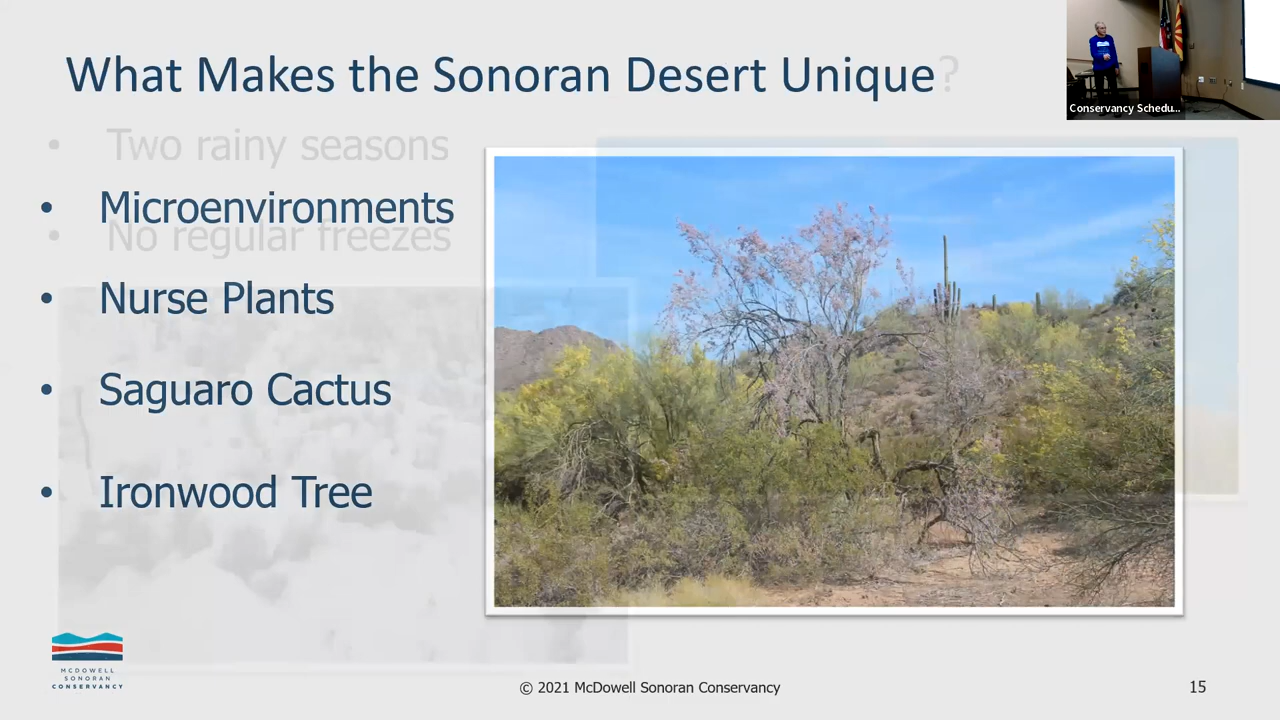 What Makes the Sonoran Desert Unique?
• Two rainy seasons
• Microenvironments
• No regular freezes
• Nurse Plants
• Saguaro Cactus
• Ironwood Tree
Conservancy Schedu...
MCDOWELL
SONORAN
CONSERVANCY
© 2021 McDowell Sonoran Conservancy
15